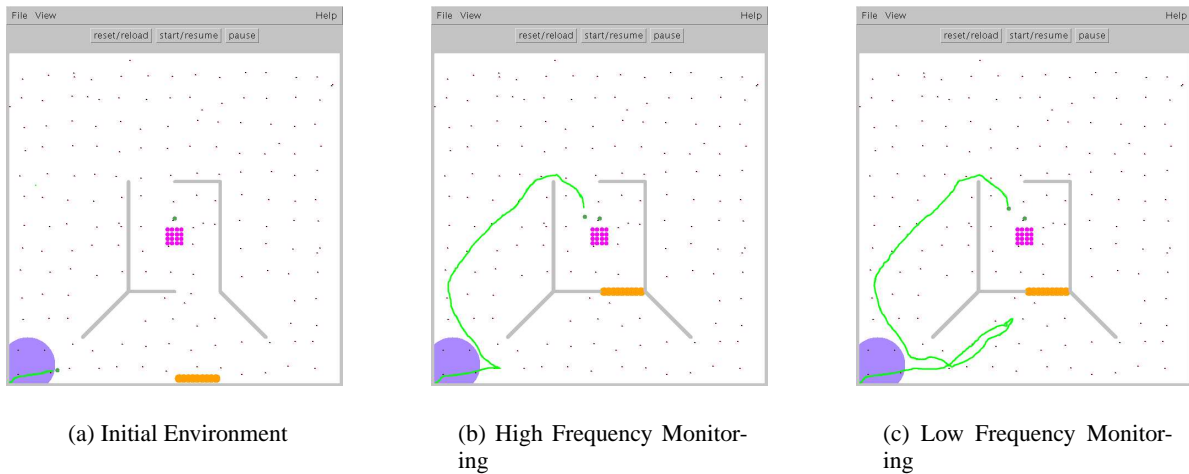 File View Help
reset/reload start/resume pause
File View Help
reset/reload start/resume pause
File View Help
reset/reload start/resume pause
(a) Initial Environment
(b) High Frequency Monitor-
ing
(c) Low Frequency Monitor-
ing